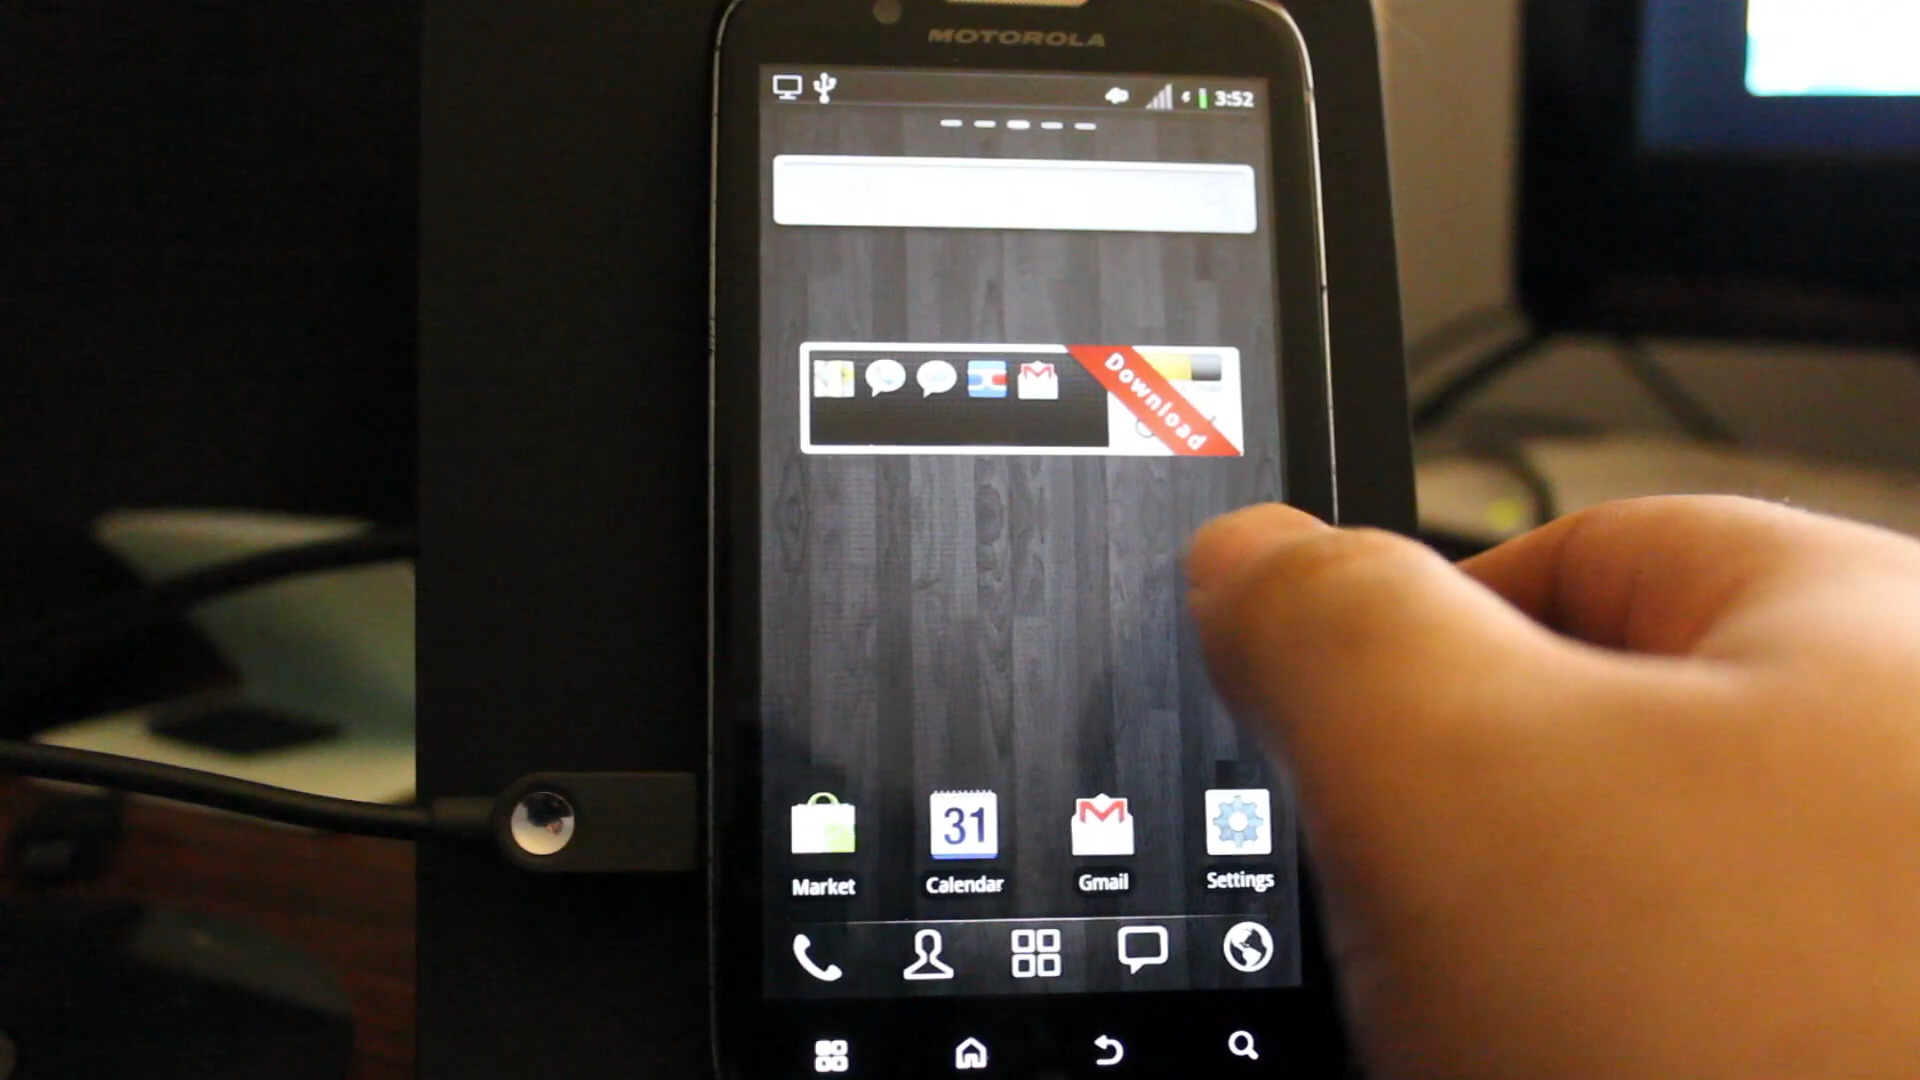 MOTOROLA
3:52
Download
31
Market
Calendar
Gmail
Settings